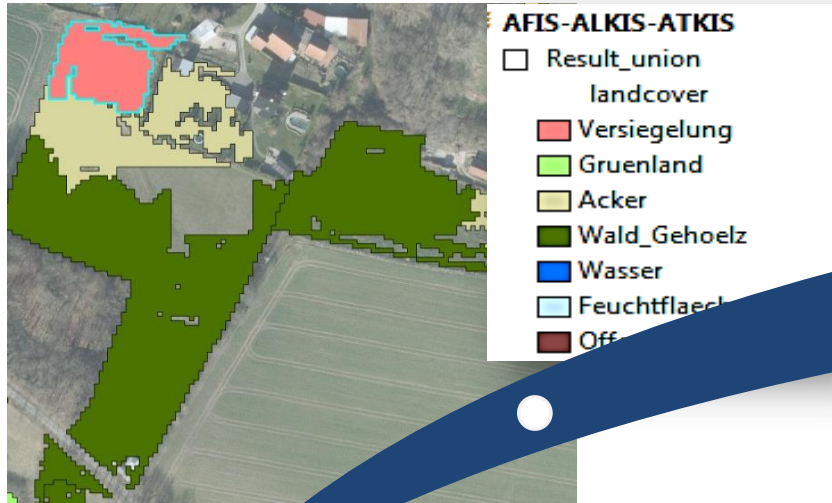 AFIS-ALKIS-ATKIS
Result_union
landcover
Versiegelung
Gruenland
Acker
Wald_Gehoelz
Wasser